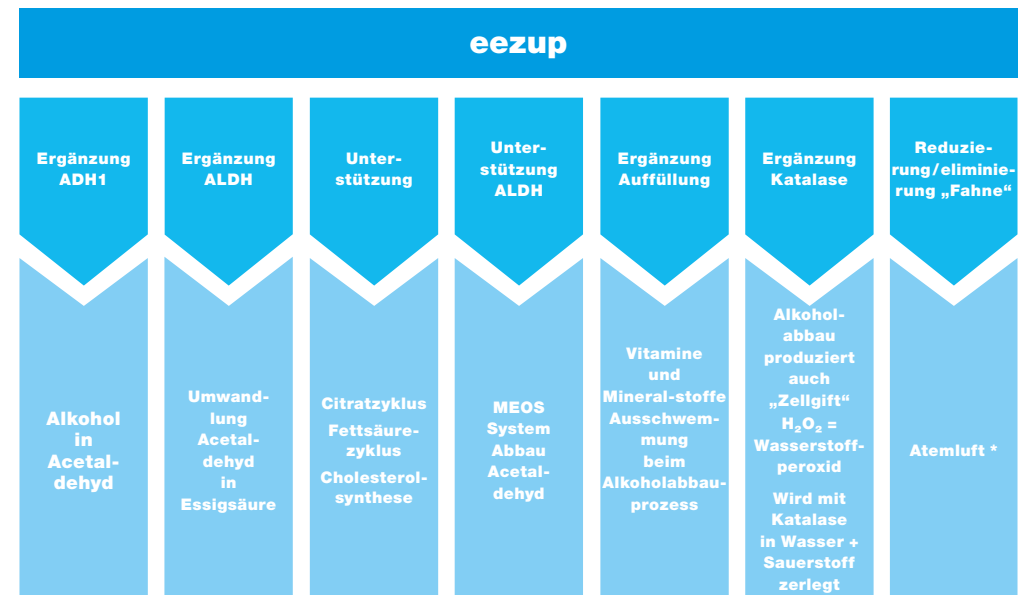 eezup
Ergänzung
ADH1
Ergänzung
ALDH
Unter-
stützung
Unter-
stützung
ALDH
Ergänzung
Auffüllung
Ergänzung
Katalase
Reduzie-
rung/eliminie-
rung „Fahne“
Alkohol
in
Acetal-
dehyd
Umwand-
lung
Acetal-
dehyd
in
Essigsäure
Citratzyklus
Fettsäure-
zyklus
Cholesterol-
synthese
MEOS
System
Abbau
Acetal-
dehyd
Vitamine
und
Mineral-stoffe
Ausschwem-
mung
beim
Alkoholabbau-
prozess
Alkohol-
abbau
produziert
auch
„Zellgift“
H₂O₂ =
Wasserstoff-
peroxid
Wird mit
Katalase
in Wasser +
Sauerstoff
zerlegt
Atemluft *